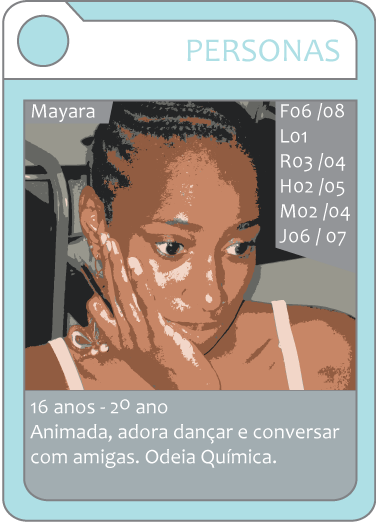 PERSONAS
Mayara
F06 /08
L01
R03 /04
H02 /05
M02 /04
J06 / 07
16 anos - 2º ano
Animada, adora dançar e conversar
com amigas. Odeia Química.